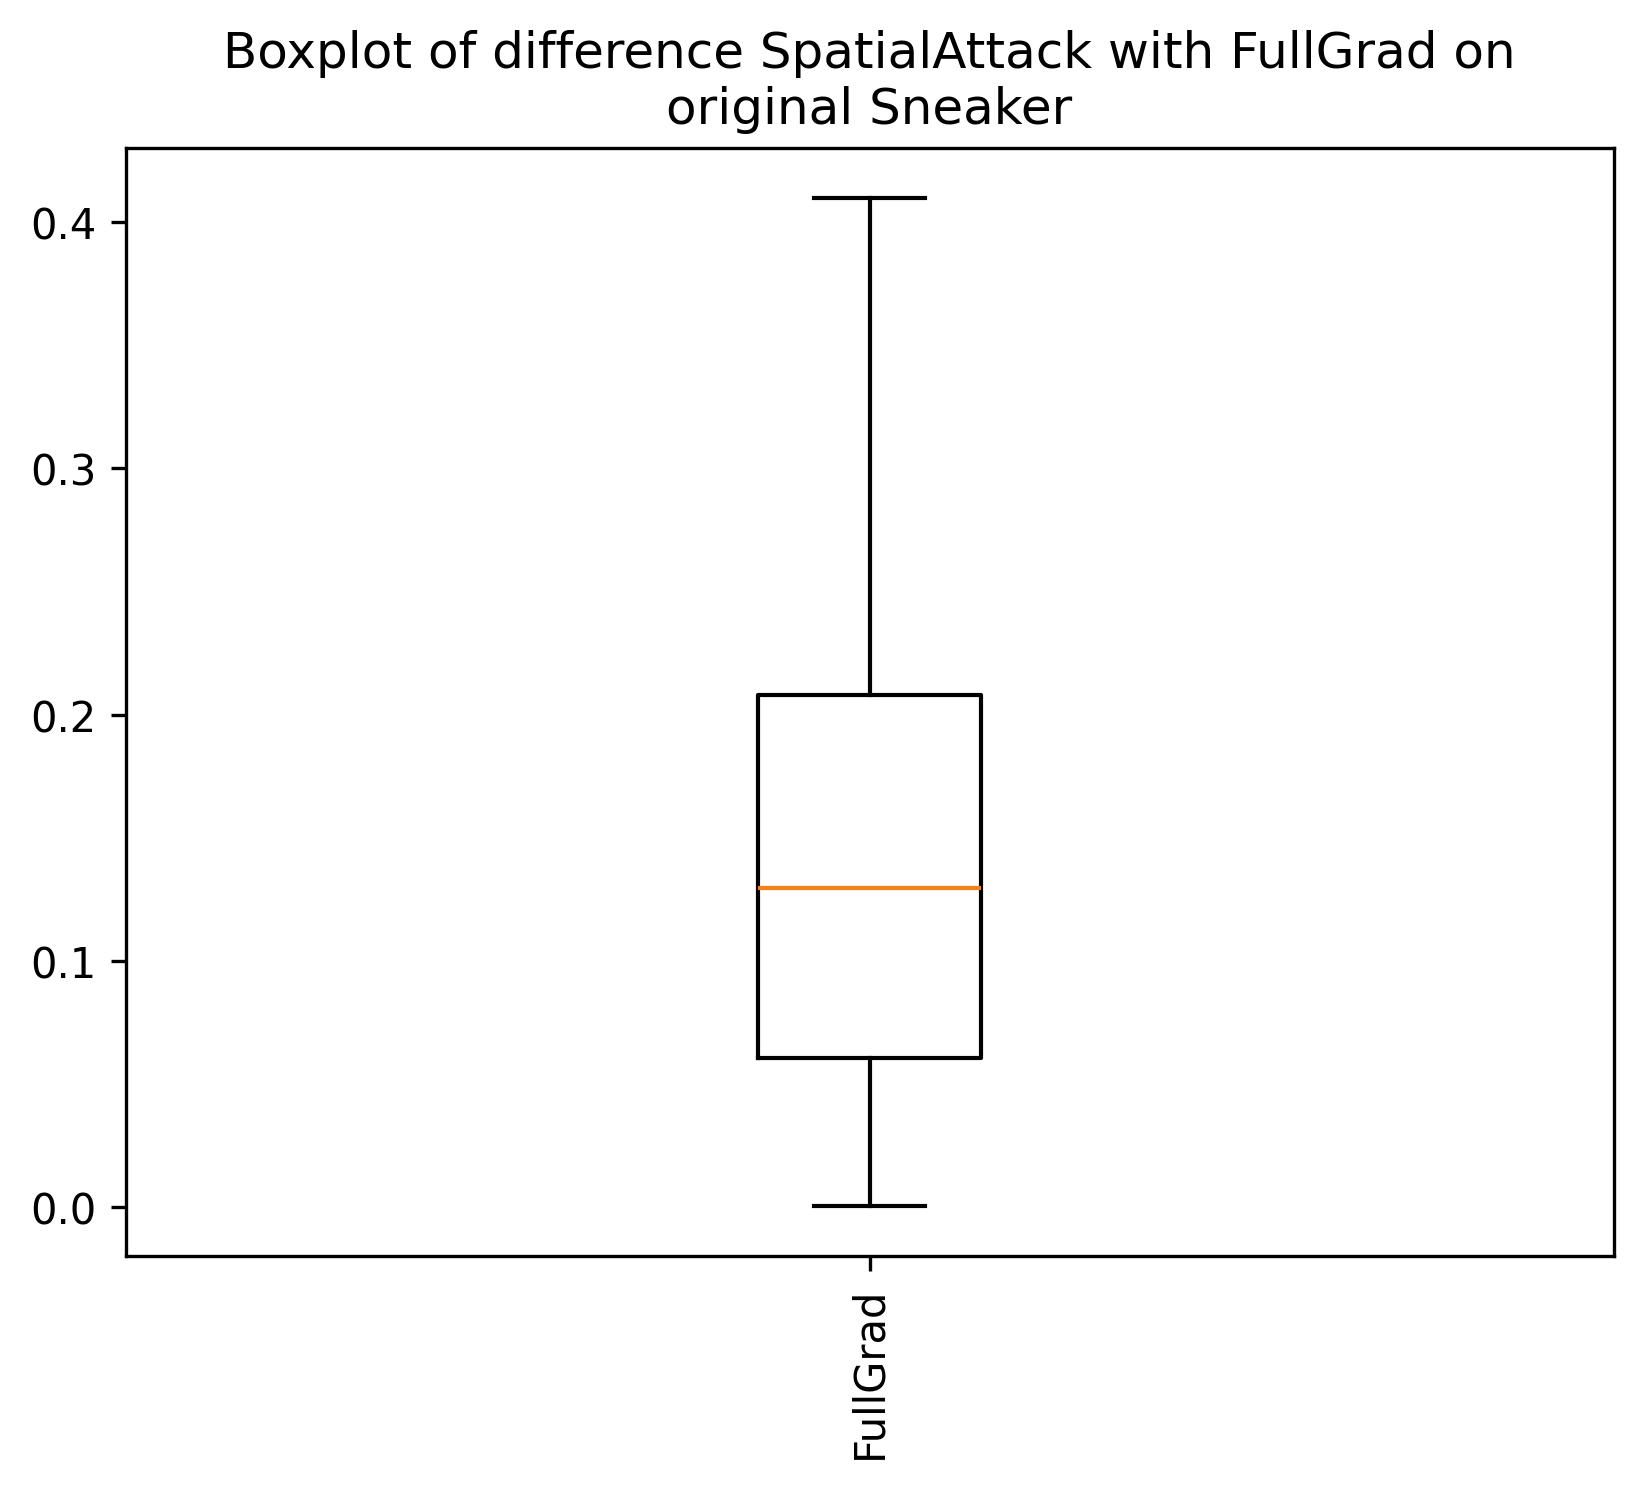 Boxplot of difference SpatialAttack with FullGrad on
original Sneaker
0.4
0.3
0.2
0.1
0.0
FullGrad